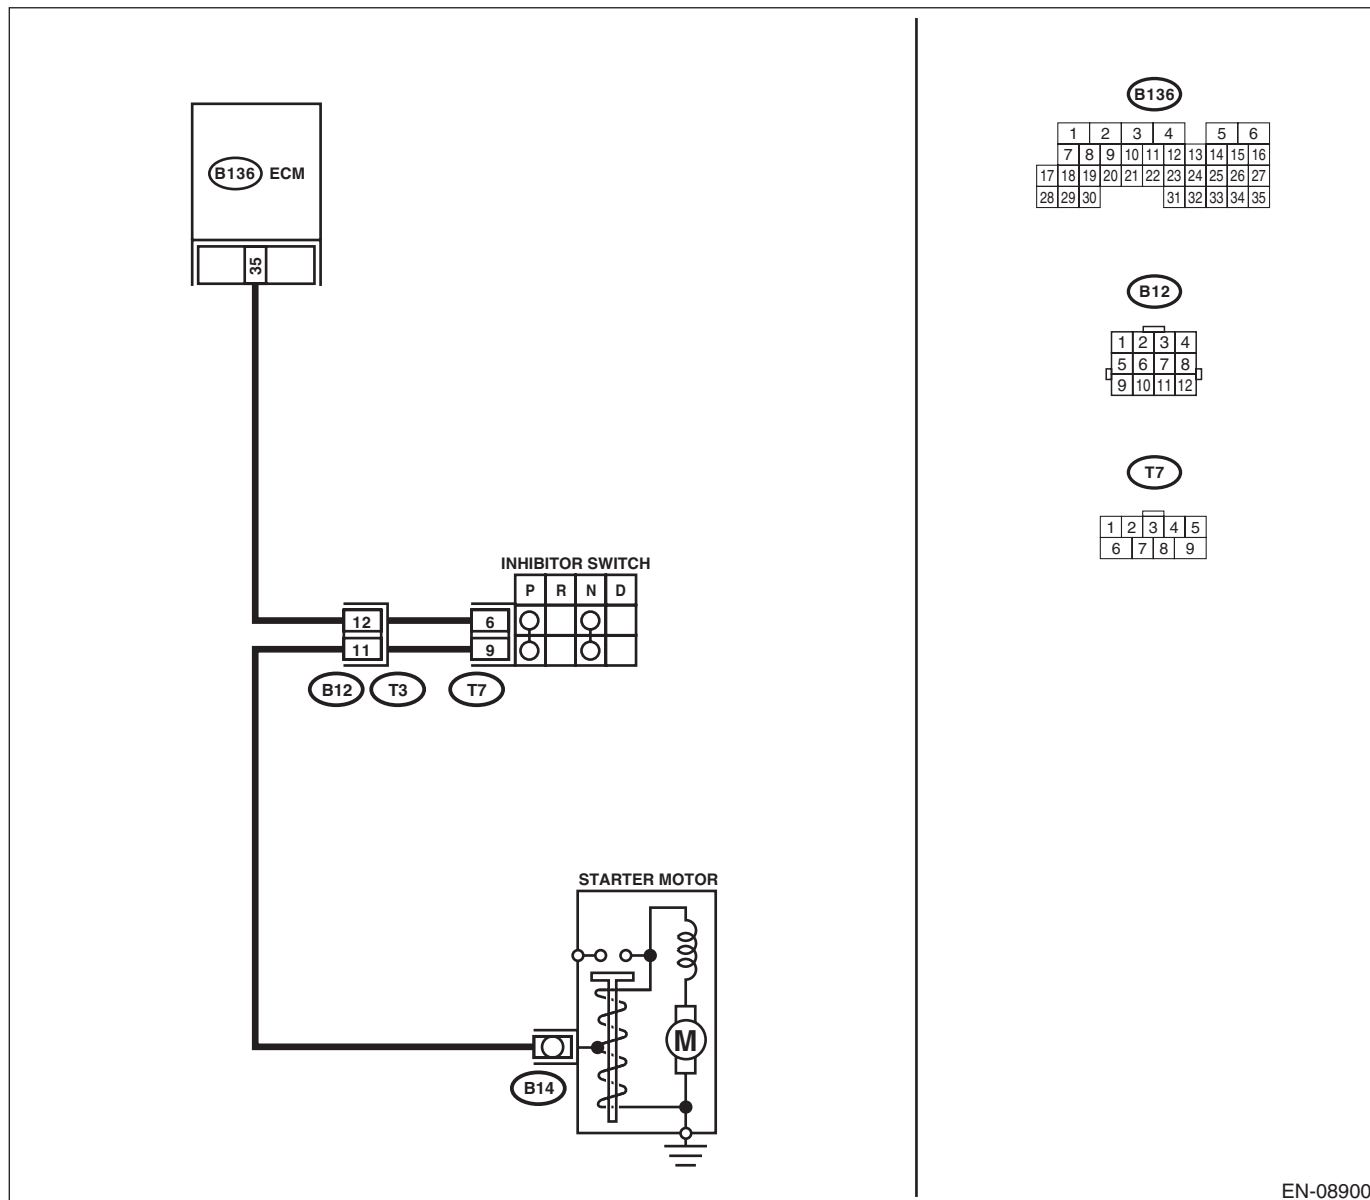 B136 ECM
35
INHIBITOR SWITCH
P R N D
12 6
11 9
B12 T3 T7
STARTER MOTOR
M
B14
B136
1 2 3 4 5 6
7 8 9 10 11 12 13 14 15 16
17 18 19 20 21 22 23 24 25 26 27
28 29 30 31 32 33 34 35
B12
1 2 3 4
5 6 7 8
9 10 11 12
T7
1 2 3 4 5
6 7 8 9
EN-08900